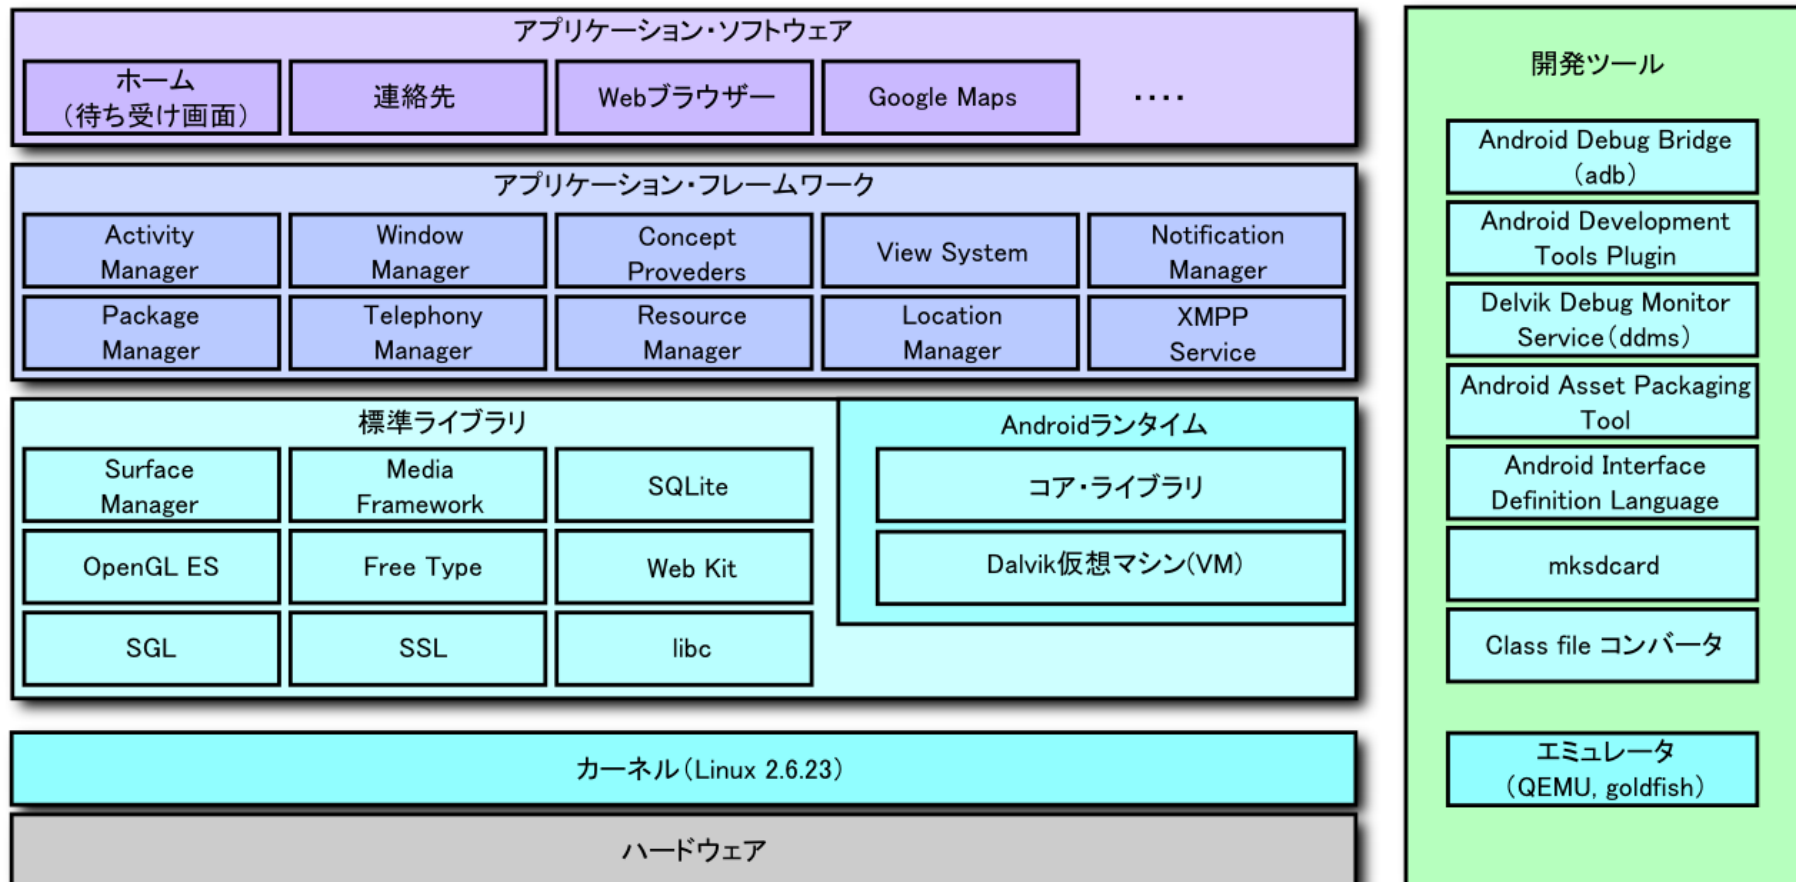 アプリケーション・ソフトウェア
ホーム
（待ち受け画面）
連絡先
Webブラウザー
Google Maps
････
アプリケーション・フレームワーク
Activity
Manager
Window
Manager
Concept
Proveders
View System
Notification
Manager
Package
Manager
Telephony
Manager
Resource
Manager
Location
Manager
XMPP
Service
標準ライブラリ
Surface
Manager
Media
Framework
SQLite
OpenGL ES
Free Type
Web Kit
SGL
SSL
libc
Androidランタイム
コア・ライブラリ
Dalvik仮想マシン(VM)
カーネル（Linux 2.6.23）
ハードウェア
開発ツール
Android Debug Bridge
（adb）
Android Development
Tools Plugin
Delvik Debug Monitor
Service（ddms）
Android Asset Packaging
Tool
Android Interface
Definition Language
mksdcard
Class file コンバータ
エミュレータ
（QEMU, goldfish）